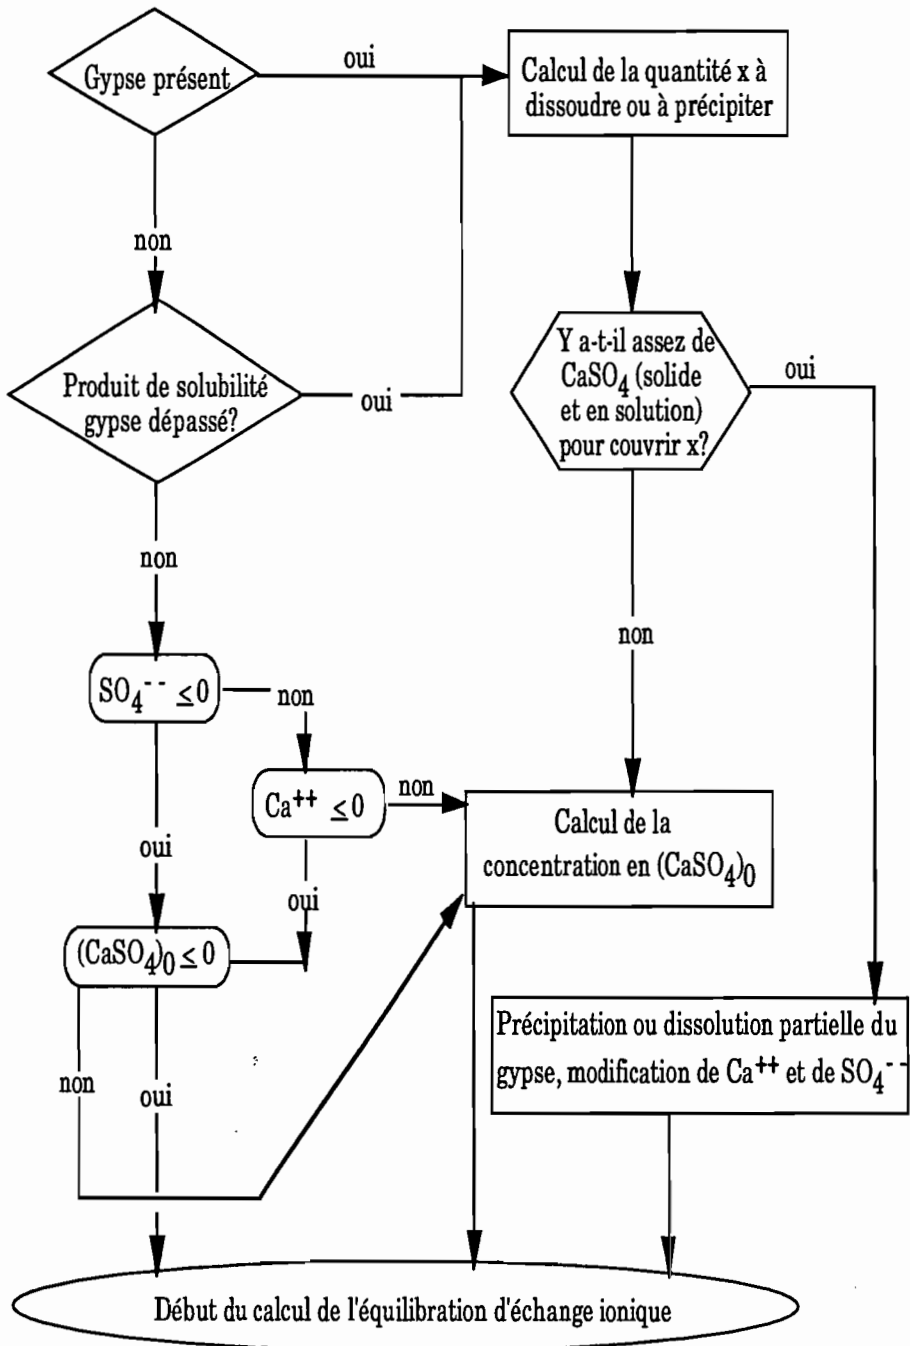 Gypse présent
oui
Calcul de la quantité x à
dissoudre ou à précipiter
non
Produit de solubilité
gypse dépassé?
oui
Y a-t-il assez de
CaSO₄ (solide
et en solution)
pour couvrir x?
oui
non
non
SO₄⁻⁻ ≤0
non
Ca⁺⁺ ≤0
non
Calcul de la
concentration en (CaSO₄)₀
oui
oui
(CaSO₄)₀ ≤ 0
non
oui
Précipitation ou dissolution partielle du
gypse, modification de Ca⁺⁺ et de SO₄⁻⁻
Début du calcul de l'équilibration d'échange ionique